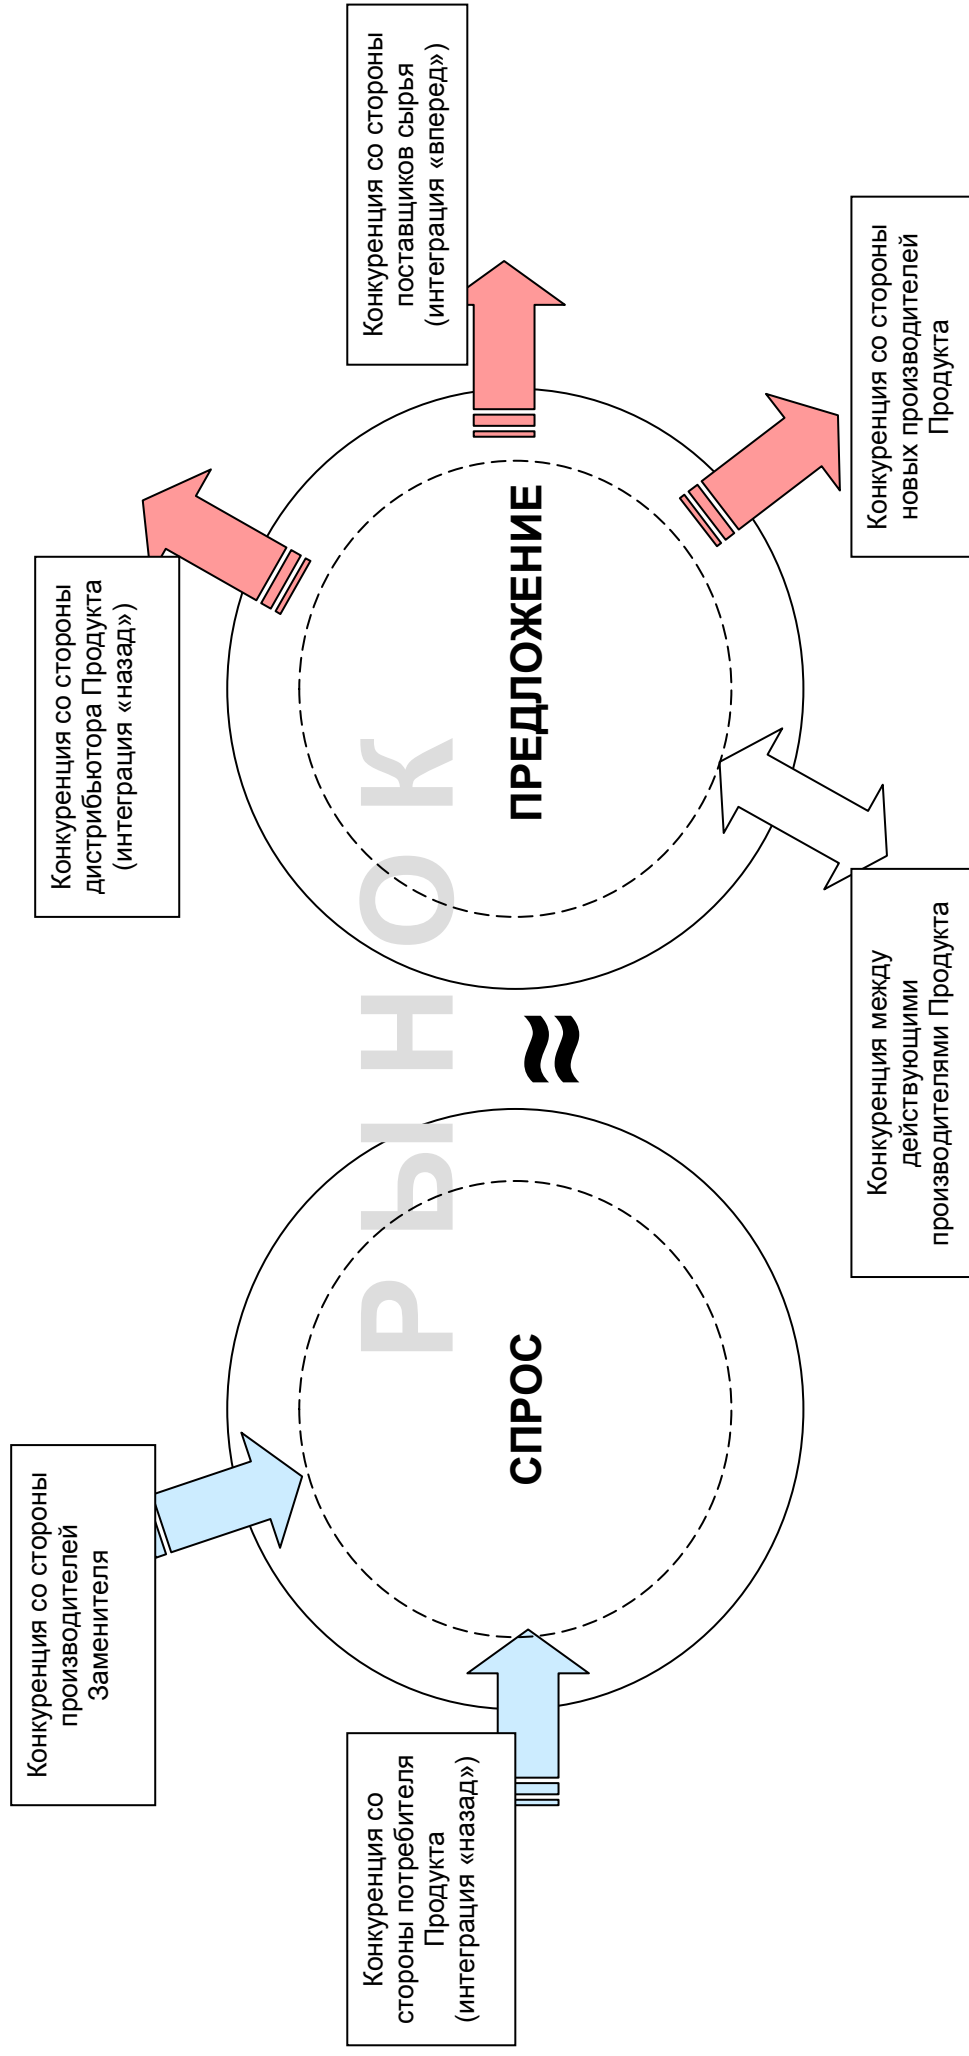 Конкуренция со стороны
производителей
Заменителя
Конкуренция со стороны
дистрибьютора Продукта
(интеграция «назад»)
Конкуренция со
стороны потребителя
Продукта
(интеграция «назад»)
Конкуренция со стороны
поставщиков сырья
(интеграция «вперед»)
РЫНОК
СПРОС
≈
ПРЕДЛОЖЕНИЕ
Конкуренция между
действующими
производителями Продукта
Конкуренция со стороны
новых производителей
Продукта